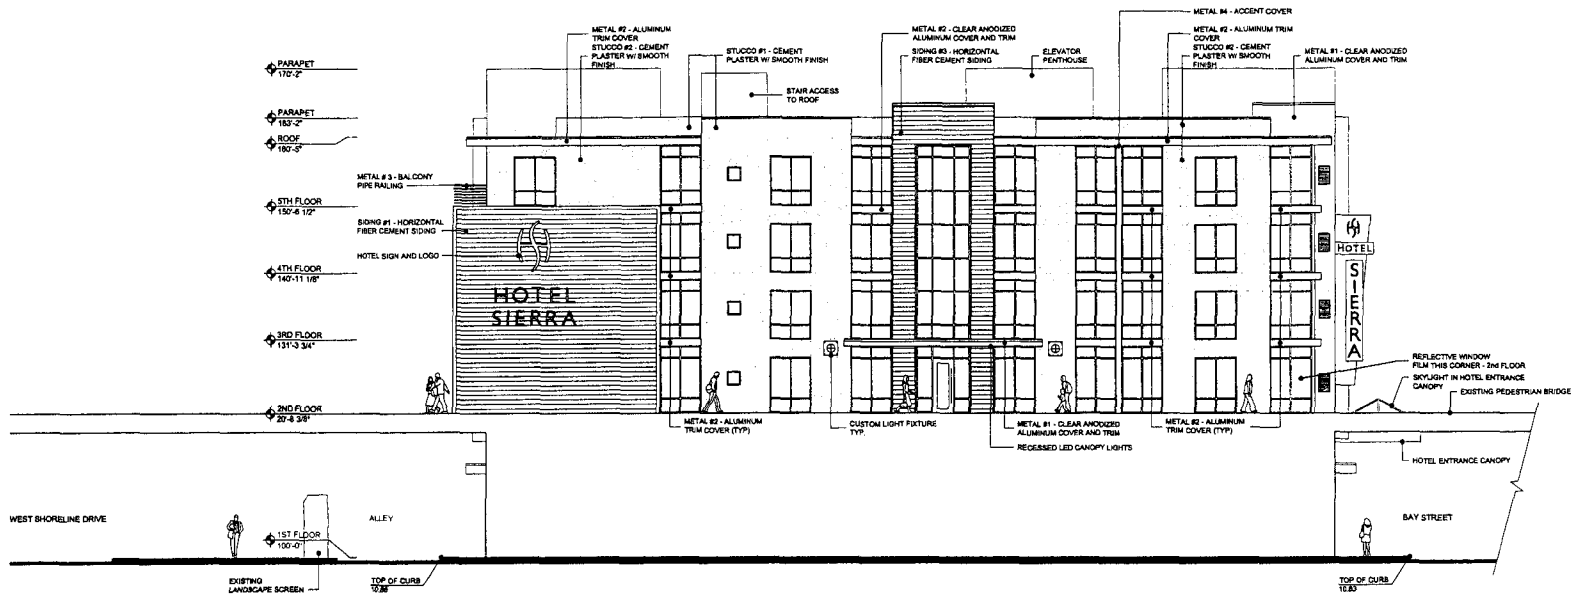 METAL #4 - ACCENT COVER
METAL #2 - ALUMINUM
TRIM COVER
STUCCO #2 - CEMENT
PLASTER W/ SMOOTH
FINISH
STUCCO #1 - CEMENT
PLASTER W/ SMOOTH FINISH
METAL #2 - CLEAR ANODIZED
ALUMINUM COVER AND TRIM
SIDING #3 - HORIZONTAL
FIBER CEMENT SIDING
ELEVATOR
PENTHOUSE
METAL #2 - ALUMINUM TRIM
COVER
STUCCO #2 - CEMENT
PLASTER W/ SMOOTH
FINISH
METAL #1 - CLEAR ANODIZED
ALUMINUM COVER AND TRIM
STAIR ACCESS
TO ROOF
PARAPET
170'-2"
PARAPET
163'-2"
ROOF
160'-5"
METAL # 3 - BALCONY
PIPE RAILING
5TH FLOOR
150'-6 1/2"
SIDING #1 - HORIZONTAL
FIBER CEMENT SIDING
HOTEL SIGN AND LOGO
4TH FLOOR
140'-11 1/8"
HOTEL
SIERRA
HOTEL
SIERRA
3RD FLOOR
131'-3 3/4"
REFLECTIVE WINDOW
FILM THIS CORNER - 2nd FLOOR
SKYLIGHT IN HOTEL ENTRANCE
CANOPY
EXISTING PEDESTRIAN BRIDGE
2ND FLOOR
20'-8 3/8"
METAL #2 - ALUMINUM
TRIM COVER (TYP)
CUSTOM LIGHT FIXTURE
TYP.
METAL #1 - CLEAR ANODIZED
ALUMINUM COVER AND TRIM
RECESSED LED CANOPY LIGHTS
METAL #2 - ALUMINUM
TRIM COVER (TYP)
HOTEL ENTRANCE CANOPY
WEST SHORELINE DRIVE
ALLEY
BAY STREET
1ST FLOOR
100'-0"
EXISTING
LANDSCAPE SCREEN
TOP OF CURB
TOP OF CURB
10.83